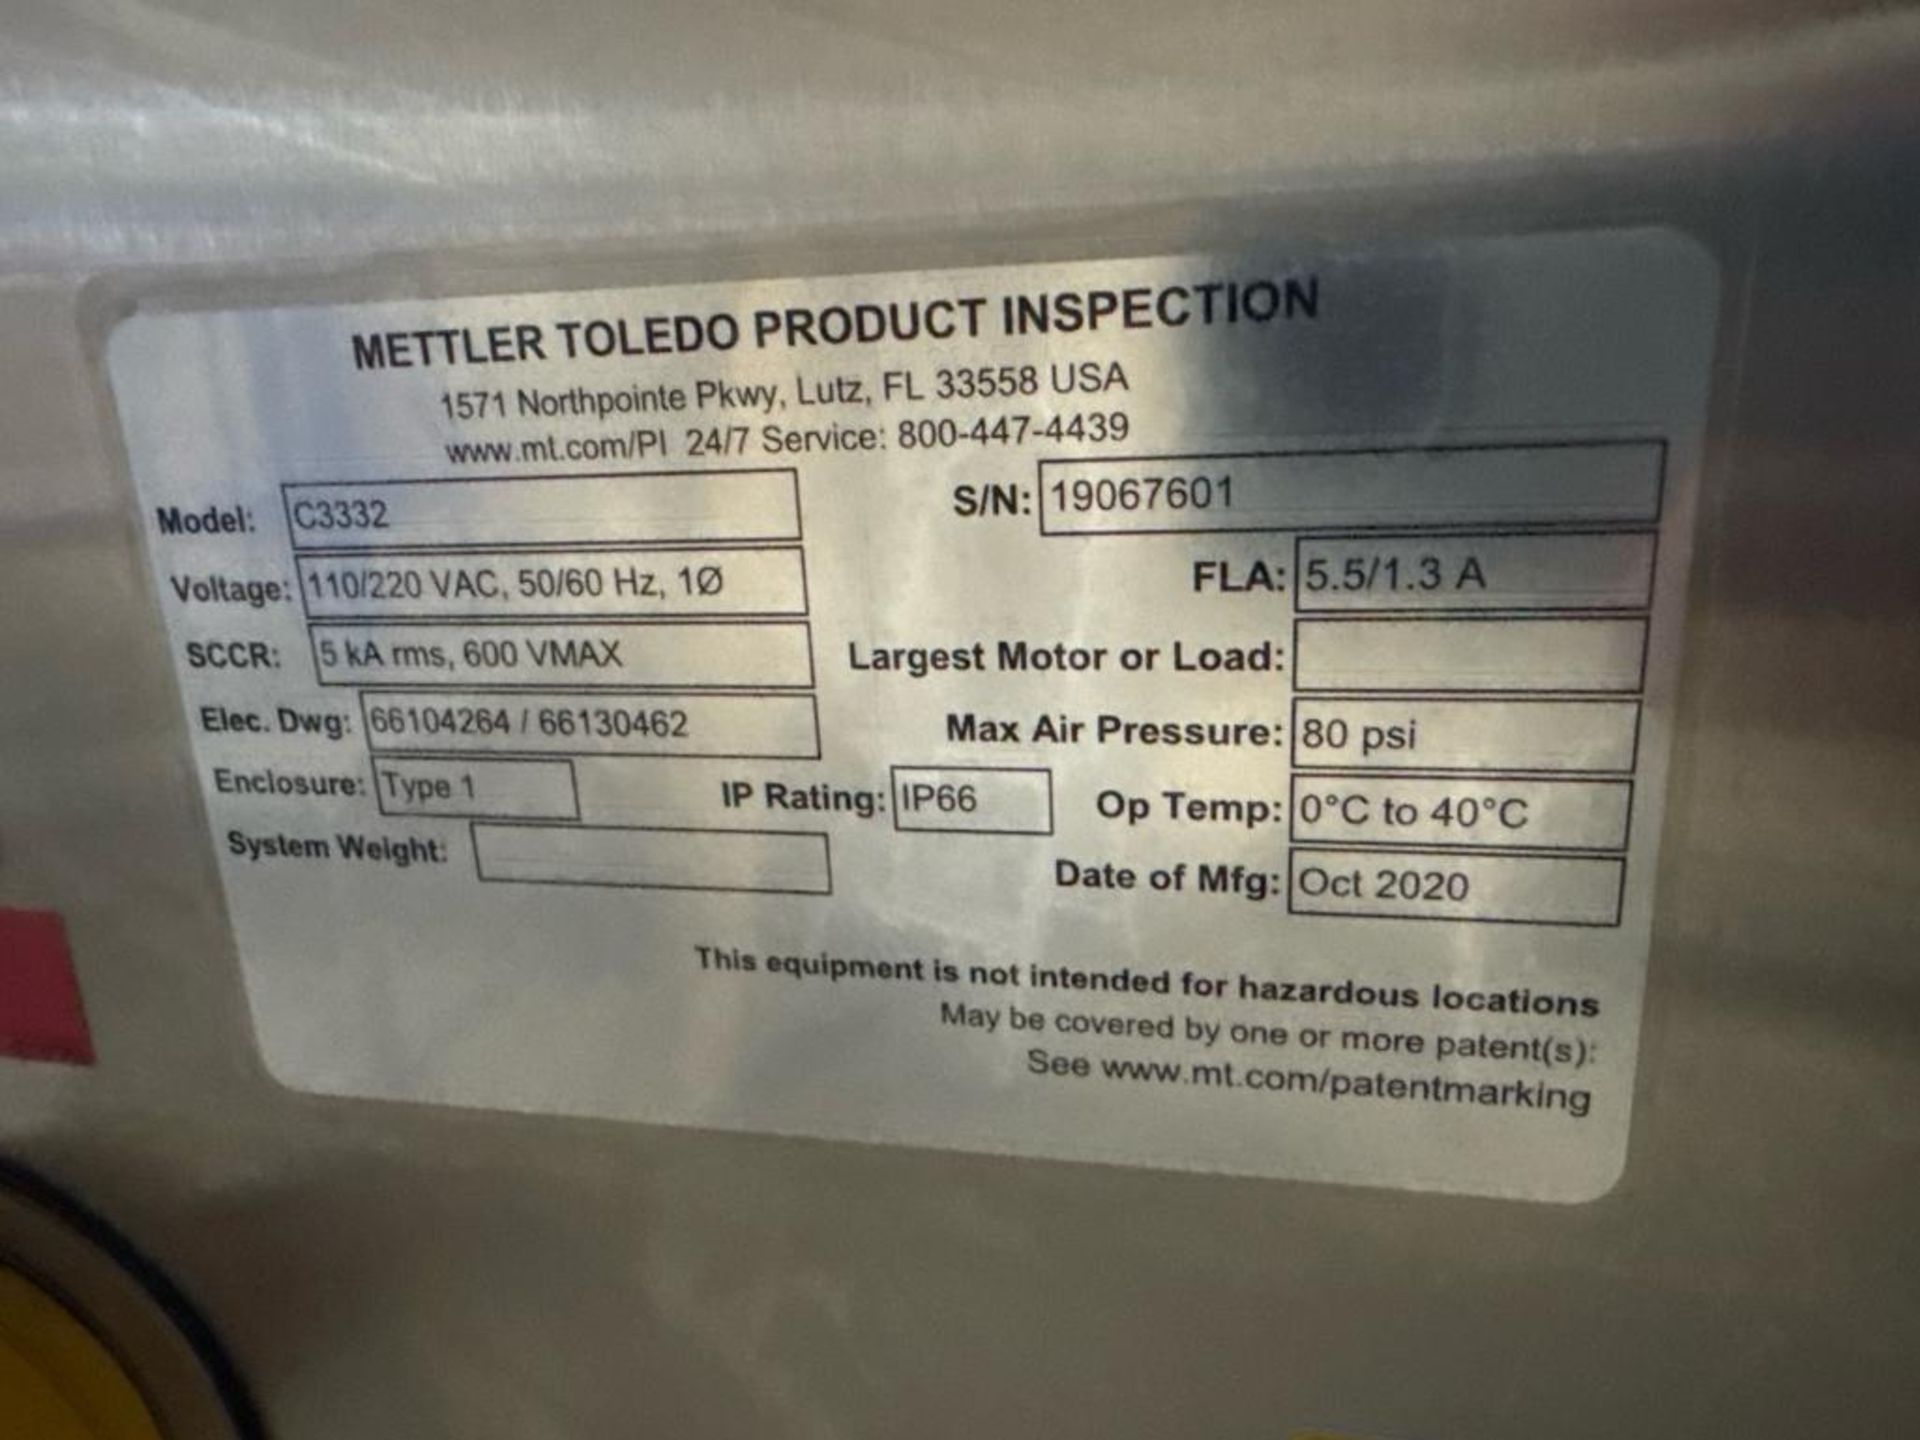 METTLER TOLEDO PRODUCT INSPECTION
1571 Northpointe Pkwy, Lutz, FL 33558 USA
www.mt.com/PI 24/7 Service: 800-447-4439
Model: C3332 S/N: 19067601
Voltage: 110/220 VAC, 50/60 Hz, 1Ø FLA: 5.5/1.3 A
SCCR: 5 kA rms, 600 VMAX Largest Motor or Load:
Elec. Dwg: 66104264 / 66130462 Max Air Pressure: 80 psi
Enclosure: Type 1 IP Rating: IP66 Op Temp: 0°C to 40°C
System Weight: Date of Mfg: Oct 2020
This equipment is not intended for hazardous locations
May be covered by one or more patent(s):
See www.mt.com/patentmarking